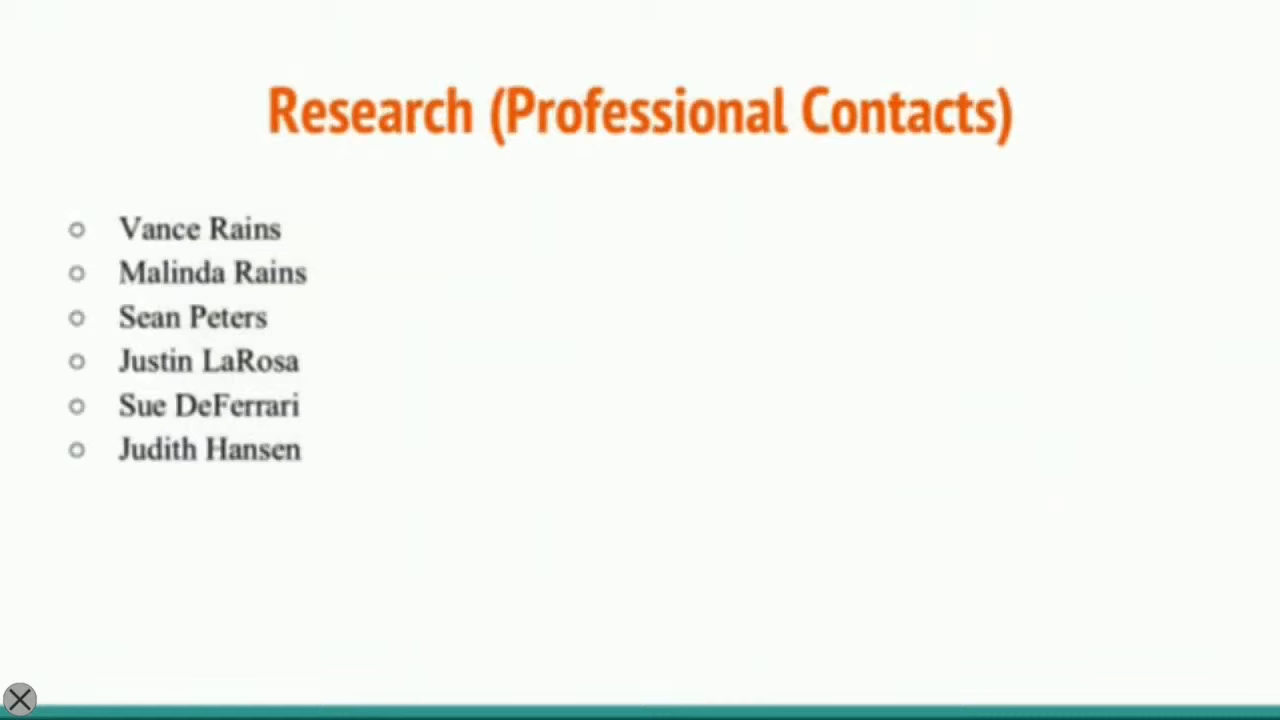 Research (Professional Contacts)
Vance Rains
Malinda Rains
Sean Peters
Justin LaRosa
Sue DeFerrari
Judith Hansen